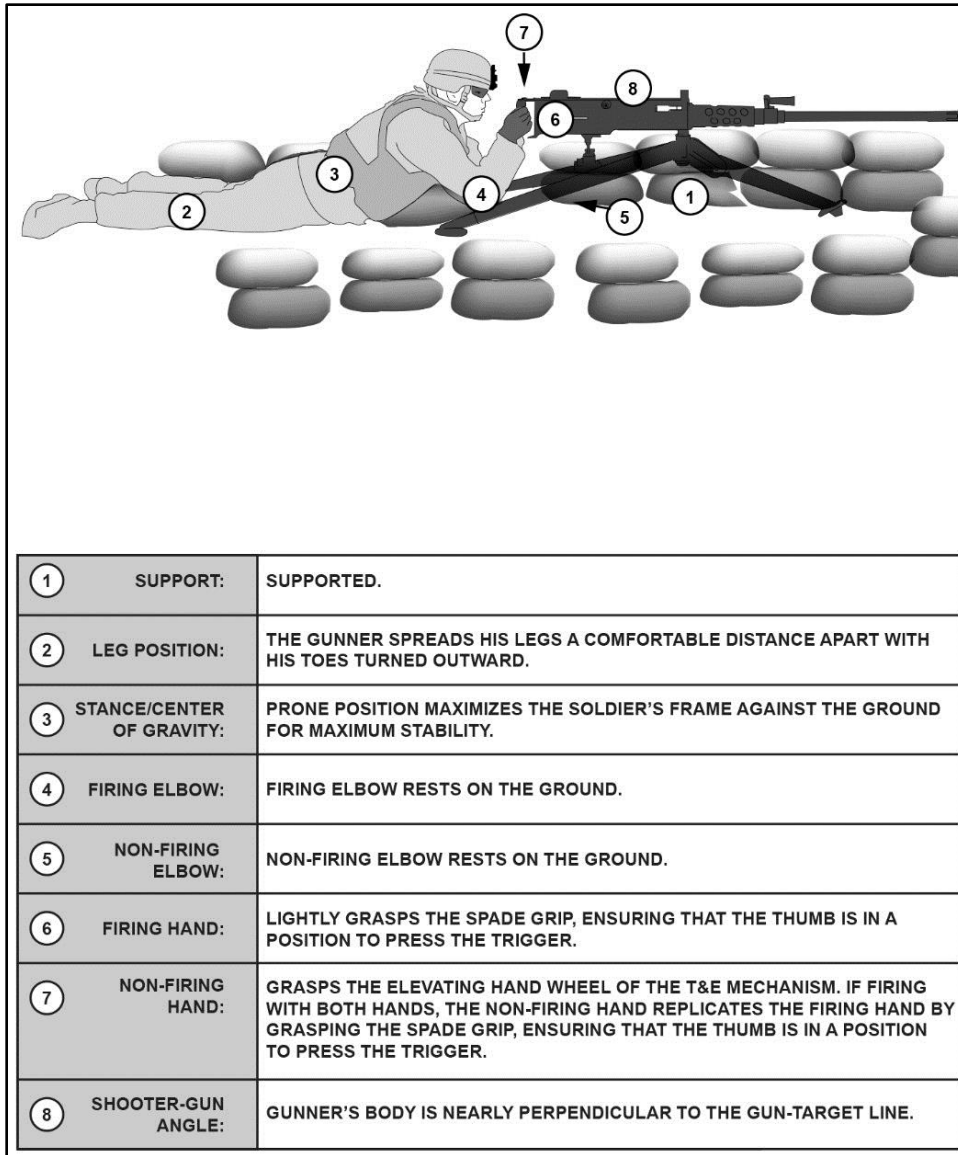 7
8
6
3
4
2
1
5
1 SUPPORT: SUPPORTED.
2 LEG POSITION: THE GUNNER SPREADS HIS LEGS A COMFORTABLE DISTANCE APART WITH
HIS TOES TURNED OUTWARD.
3 STANCE/CENTER
OF GRAVITY: PRONE POSITION MAXIMIZES THE SOLDIER'S FRAME AGAINST THE GROUND
FOR MAXIMUM STABILITY.
4 FIRING ELBOW: FIRING ELBOW RESTS ON THE GROUND.
5 NON-FIRING
ELBOW: NON-FIRING ELBOW RESTS ON THE GROUND.
6 FIRING HAND: LIGHTLY GRASPS THE SPADE GRIP, ENSURING THAT THE THUMB IS IN A
POSITION TO PRESS THE TRIGGER.
7 NON-FIRING
HAND: GRASPS THE ELEVATING HAND WHEEL OF THE T&E MECHANISM. IF FIRING
WITH BOTH HANDS, THE NON-FIRING HAND REPLICATES THE FIRING HAND BY
GRASPING THE SPADE GRIP, ENSURING THAT THE THUMB IS IN A POSITION
TO PRESS THE TRIGGER.
8 SHOOTER-GUN
ANGLE: GUNNER'S BODY IS NEARLY PERPENDICULAR TO THE GUN-TARGET LINE.